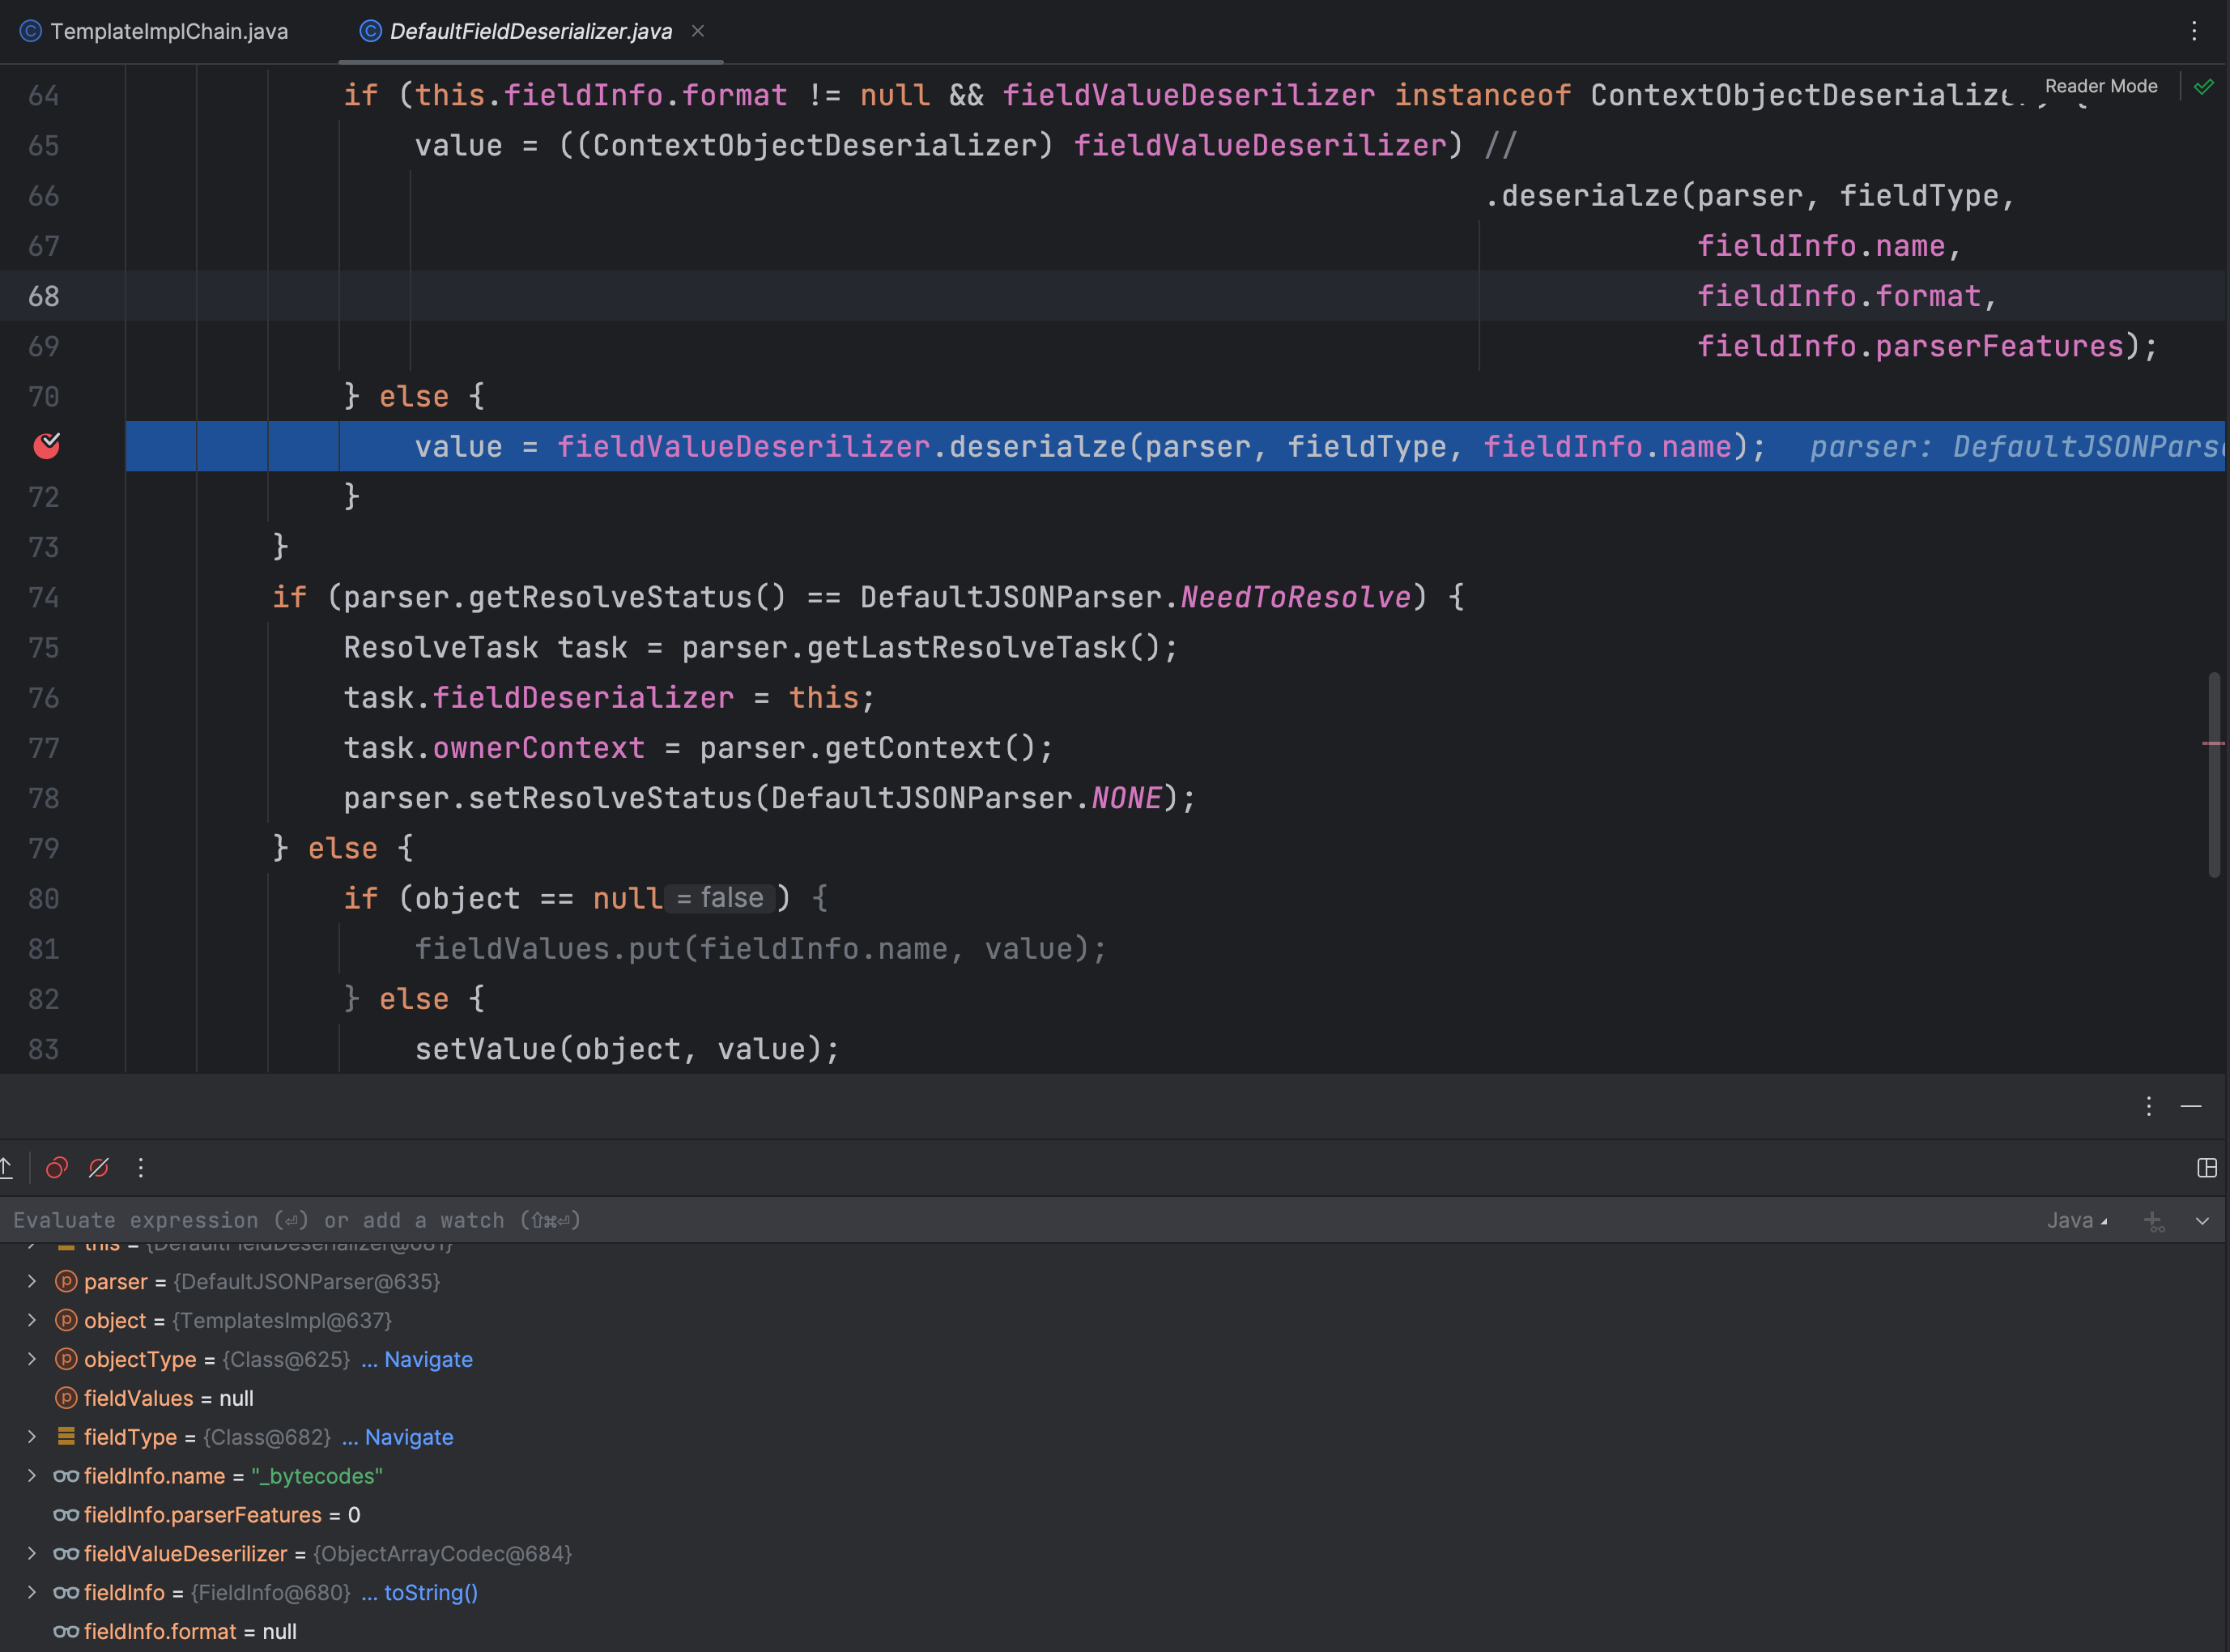 TemplateImplChain.java DefaultFieldDeserializer.java
Reader Mode
64 if (this.fieldInfo.format != null && fieldValueDeserilizer instanceof ContextObjectDeserialize
65 value = ((ContextObjectDeserializer) fieldValueDeserilizer) //
66 .deserialze(parser, fieldType,
67 fieldInfo.name,
68 fieldInfo.format,
69 fieldInfo.parserFeatures);
70 } else {
value = fieldValueDeserilizer.deserialze(parser, fieldType, fieldInfo.name); parser: DefaultJSONParse
72 }
73 }
74 if (parser.getResolveStatus() == DefaultJSONParser.NeedToResolve) {
75 ResolveTask task = parser.getLastResolveTask();
76 task.fieldDeserializer = this;
77 task.ownerContext = parser.getContext();
78 parser.setResolveStatus(DefaultJSONParser.NONE);
79 } else {
80 if (object == null = false ) {
81 fieldValues.put(fieldInfo.name, value);
82 } else {
83 setValue(object, value);
Evaluate expression (⏎) or add a watch (⇧⌘⏎) Java
this = {DefaultFieldDeserializer@681}
parser = {DefaultJSONParser@635}
object = {TemplatesImpl@637}
objectType = {Class@625} ... Navigate
fieldValues = null
fieldType = {Class@682} ... Navigate
fieldInfo.name = "_bytecodes"
fieldInfo.parserFeatures = 0
fieldValueDeserilizer = {ObjectArrayCodec@684}
fieldInfo = {FieldInfo@680} ... toString()
fieldInfo.format = null